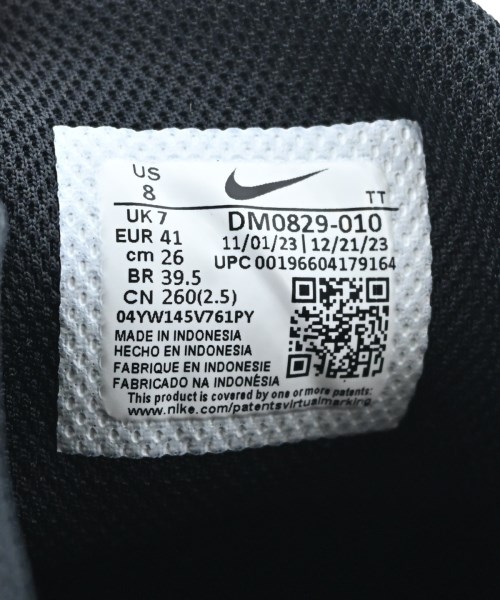 US
8
TT
UK 7
DM0829-010
EUR 41
11/01/23 | 12/21/23
cm 26
UPC 00196604179164
BR 39.5
CN 260(2.5)
04YW145V761PY
MADE IN INDONESIA
HECHO EN INDONESIA
FABRIQUE EN INDONESIE
FABRICADO NA INDONÉSIA
This product is covered by one or more patents:
www.nike.com/patentsvirtualmarking.